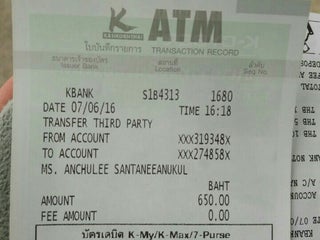 K ATM
KASIKORNTHAI
ใบบันทึกรายการ TRANSACTION RECORD
ธนาคารเจ้าของบัตร สถานที่ ลำดับ
Issuer Bank Location Seq No.
KBANK S1B4313 1680
DATE 07/06/16 TIME 16:18
TRANSFER THIRD PARTY
FROM ACCOUNT xxx319348x
TO ACCOUNT xxx274858x
MS. ANCHULEE SANTANEEANUKUL
BAHT
AMOUNT 650.00
FEE AMOUNT 0.00
บัตรเดบิต K-My/K-Max/7-Purse